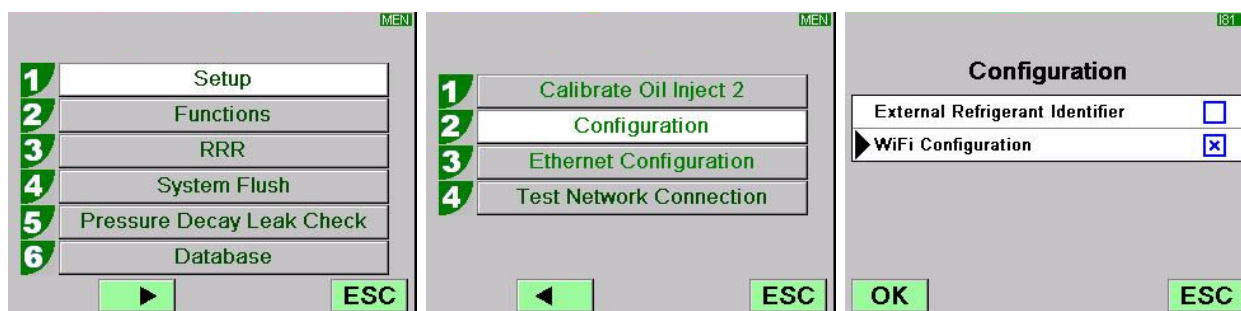 MEN
1 Setup
2 Functions
3 RRR
4 System Flush
5 Pressure Decay Leak Check
6 Database
ESC
MEN
1 Calibrate Oil Inject 2
2 Configuration
3 Ethernet Configuration
4 Test Network Connection
ESC
I81
Configuration
External Refrigerant Identifier
WiFi Configuration
OK ESC